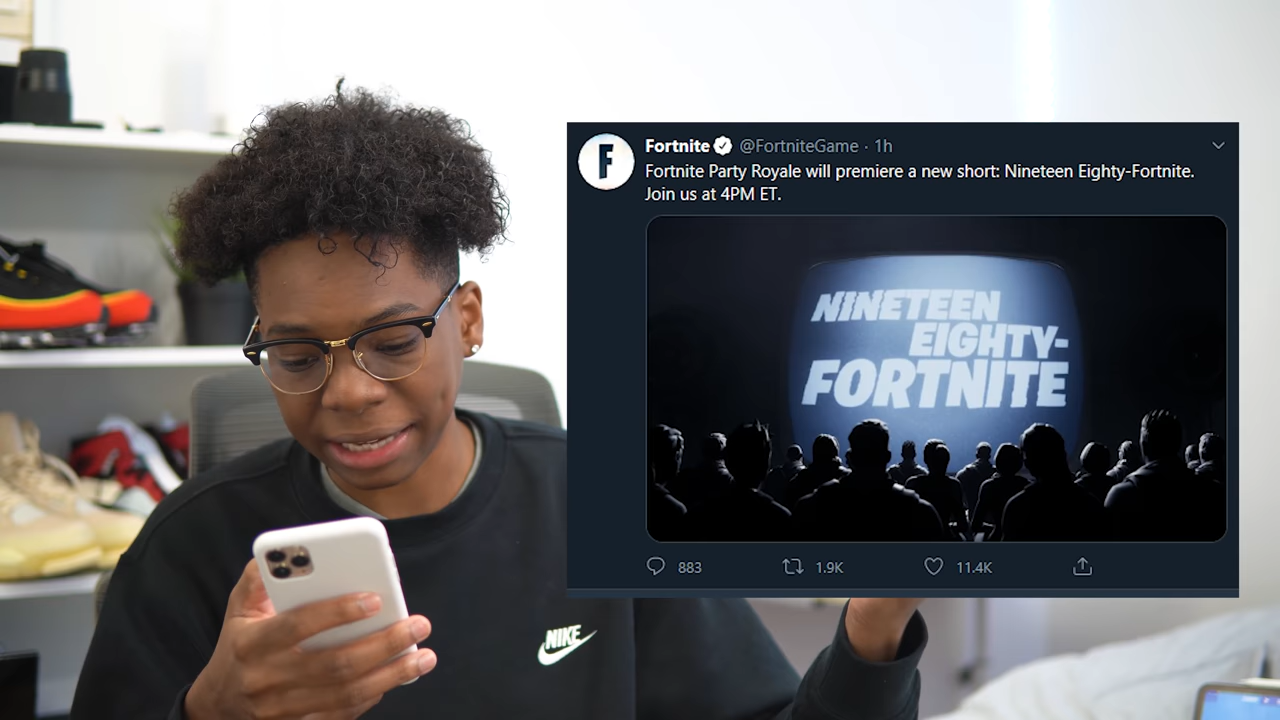 Fortnite @FortniteGame · 1h
Fortnite Party Royale will premiere a new short: Nineteen Eighty-Fortnite.
Join us at 4PM ET.
NINETEEN
EIGHTY-
FORTNITE
883 1.9K 11.4K
F
NIKE